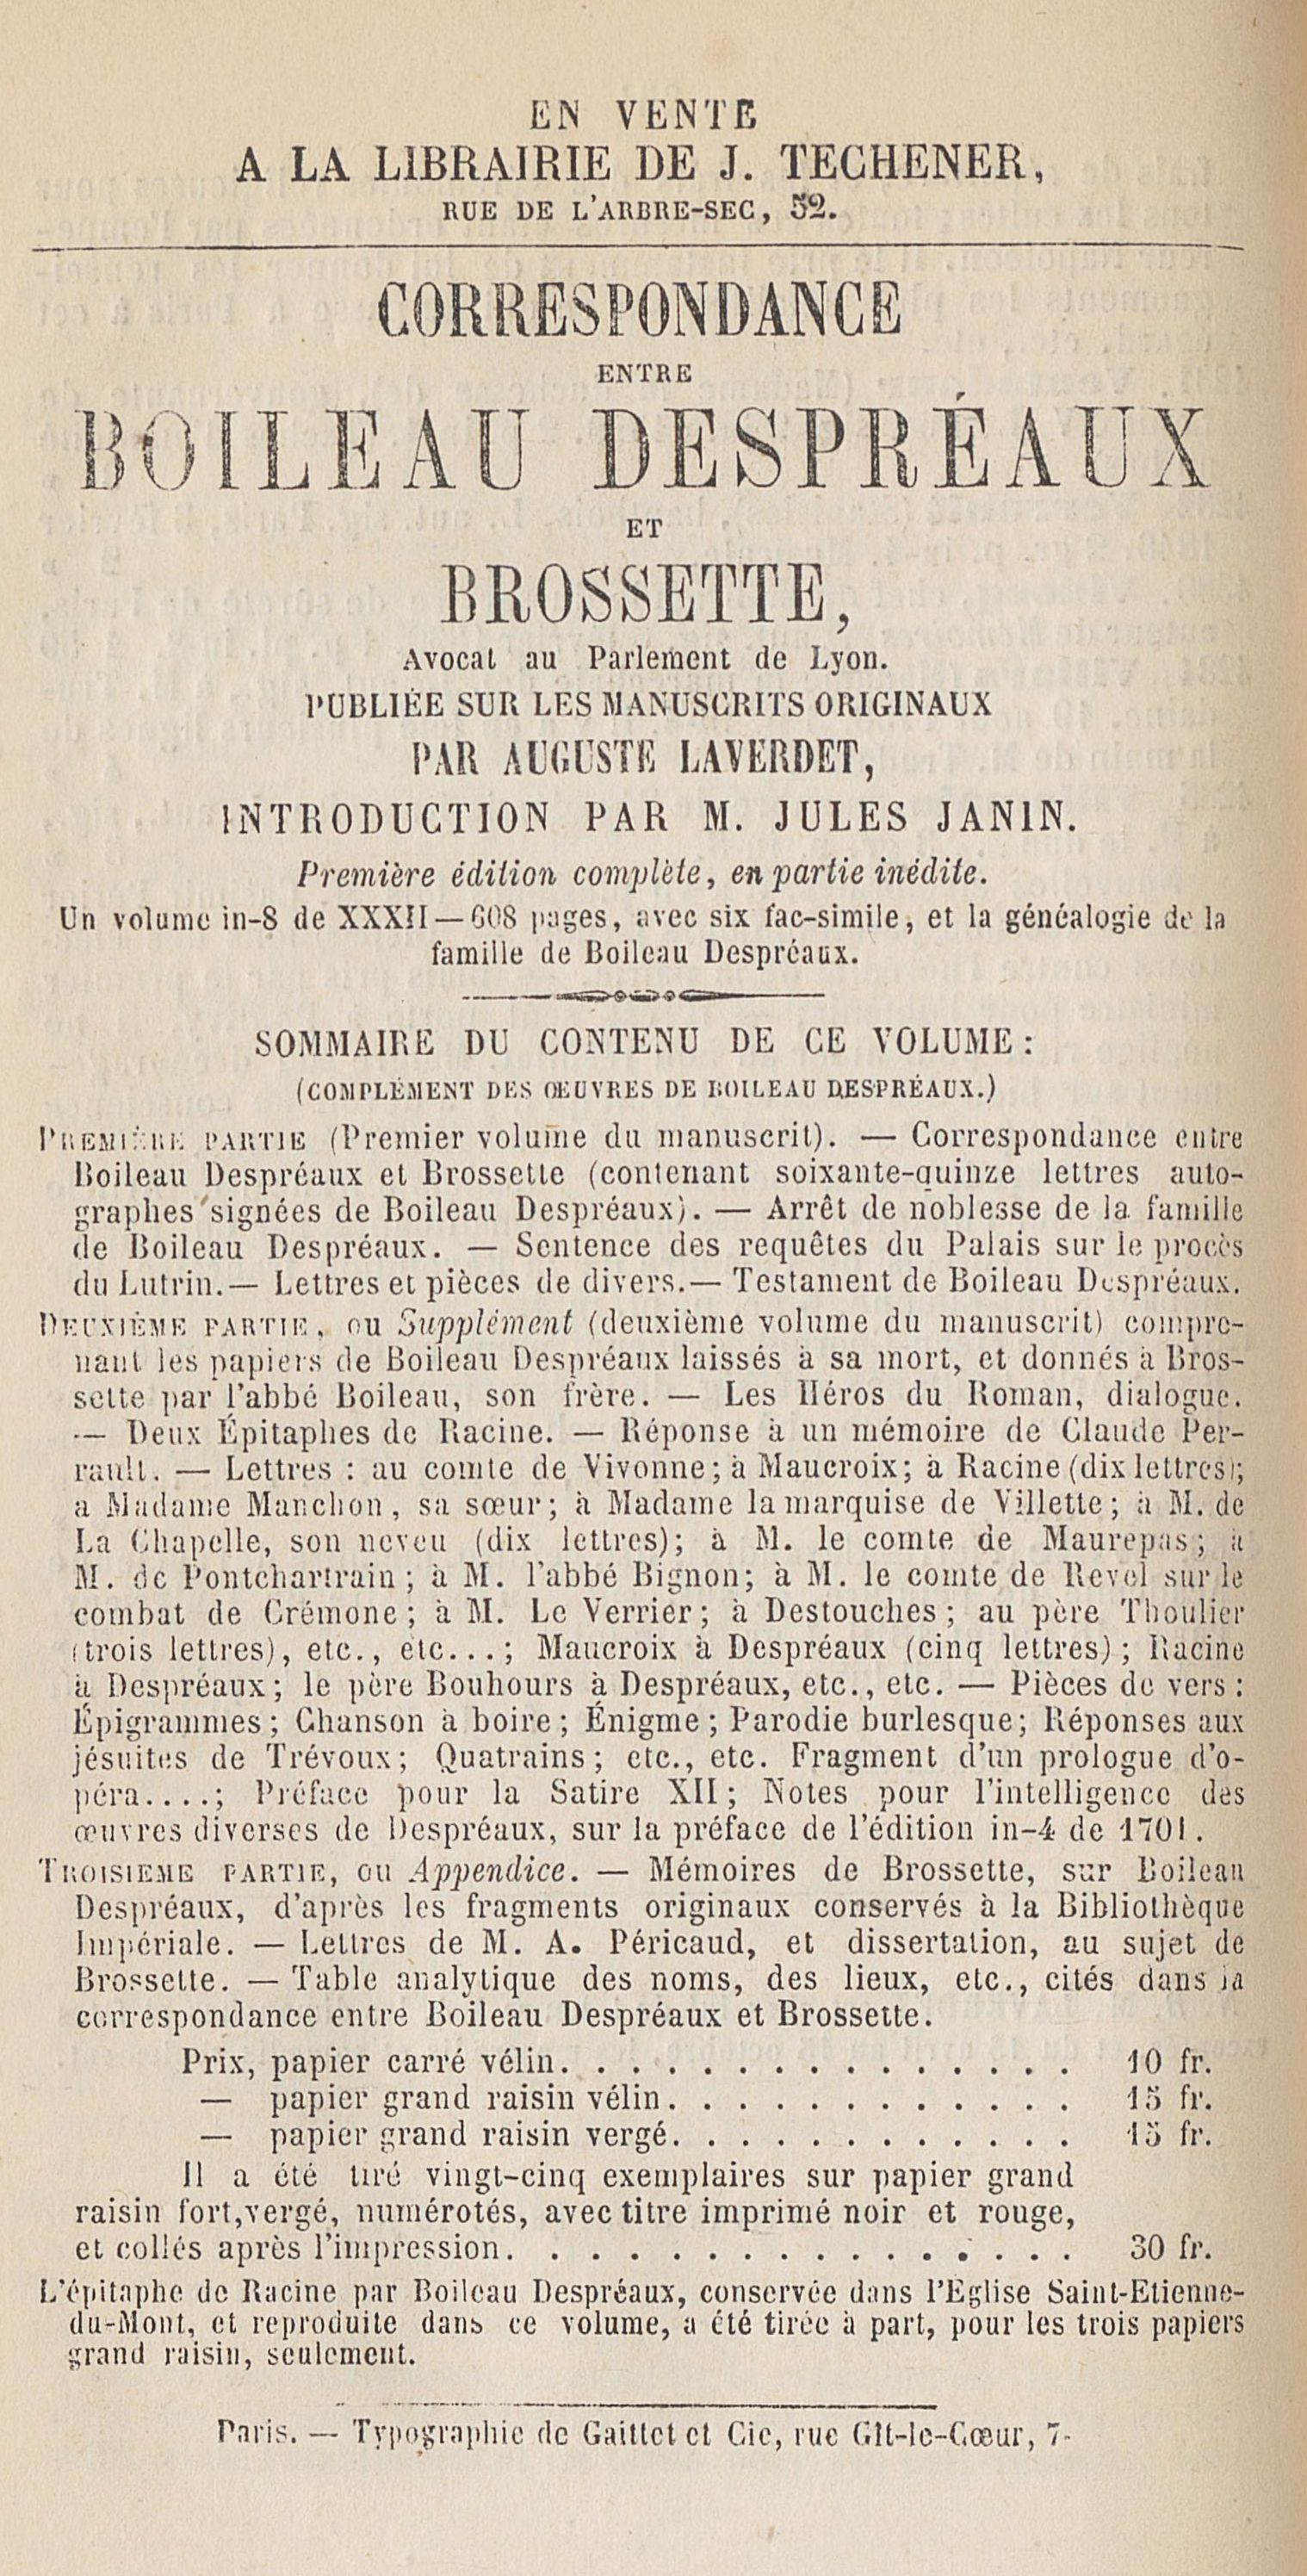 EN VENTE
A LA LIBRAIRIE DE J. TECHENER,
RUE DE L'ARBRE-SEC, 52.
CORRESPONDANCE
ENTRE
BOILEAU DESPRÉAUX
ET
BROSSETTE,
Avocat au Parlement de Lyon.
PUBLIÉE SUR LES MANUSCRITS ORIGINAUX
PAR AUGUSTE LAVERDET,
INTRODUCTION PAR M. JULES JANIN.
Première édition complète, en partie inédite.
Un volume in-8 de XXXII—608 pages, avec six fac-simile, et la généalogie de la
famille de Boileau Despréaux.
SOMMAIRE DU CONTENU DE CE VOLUME :
(COMPLÉMENT DES ŒUVRES DE BOILEAU DESPRÉAUX.)
PREMIÈRE PARTIE (Premier volume du manuscrit). — Correspondance entre
Boileau Despréaux et Brossette (contenant soixante-quinze lettres auto-
graphes signées de Boileau Despréaux). — Arrêt de noblesse de la famille
de Boileau Despréaux. — Sentence des requêtes du Palais sur le procès
du Lutrin.— Lettres et pièces de divers.— Testament de Boileau Despréaux.
DEUXIÈME PARTIE, ou Supplément (deuxième volume du manuscrit) compre-
nant les papiers de Boileau Despréaux laissés à sa mort, et donnés à Bros-
sette par l'abbé Boileau, son frère. — Les Héros du Roman, dialogue.
— Deux Épitaphes de Racine. — Réponse à un mémoire de Claude Per-
rault. — Lettres : au comte de Vivonne; à Maucroix; à Racine (dix lettres);
a Madame Manchon, sa sœur; à Madame la marquise de Villette; à M. de
La Chapelle, son neveu (dix lettres); à M. le comte de Maurepas; à
M. de Pontchartrain; à M. l'abbé Bignon; à M. le comte de Revel sur le
combat de Crémone; à M. Le Verrier; à Destouches; au père Thoulier
(trois lettres), etc., etc...; Maucroix à Despréaux (cinq lettres); Racine
à Despréaux; le père Bouhours à Despréaux, etc., etc. — Pièces de vers :
Épigrammes; Chanson à boire; Énigme; Parodie burlesque; Réponses aux
jésuites de Trévoux; Quatrains; etc., etc. Fragment d'un prologue d'o-
péra....; Préface pour la Satire XII; Notes pour l'intelligence des
œuvres diverses de Despréaux, sur la préface de l'édition in-4 de 1701.
TROISIEME PARTIE, ou Appendice. — Mémoires de Brossette, sur Boileau
Despréaux, d'après les fragments originaux conservés à la Bibliothèque
Impériale. — Lettres de M. A. Péricaud, et dissertation, au sujet de
Brossette. — Table analytique des noms, des lieux, etc., cités dans la
correspondance entre Boileau Despréaux et Brossette.
Prix, papier carré vélin. . . . . . . . . . . . . . . 10 fr.
— papier grand raisin vélin. . . . . . . . . . . . 15 fr.
— papier grand raisin vergé. . . . . . . . . . . . 15 fr.
Il a été tiré vingt-cinq exemplaires sur papier grand
raisin fort, vergé, numérotés, avec titre imprimé noir et rouge,
et collés après l'impression. . . . . . . . . . . . . . . . 30 fr.
L'épitaphe de Racine par Boileau Despréaux, conservée dans l'Eglise Saint-Etienne-
du-Mont, et reproduite dans ce volume, a été tirée à part, pour les trois papiers
grand raisin, seulement.
Paris. — Typographie de Gaittet et Cie, rue Gît-le-Cœur, 7.